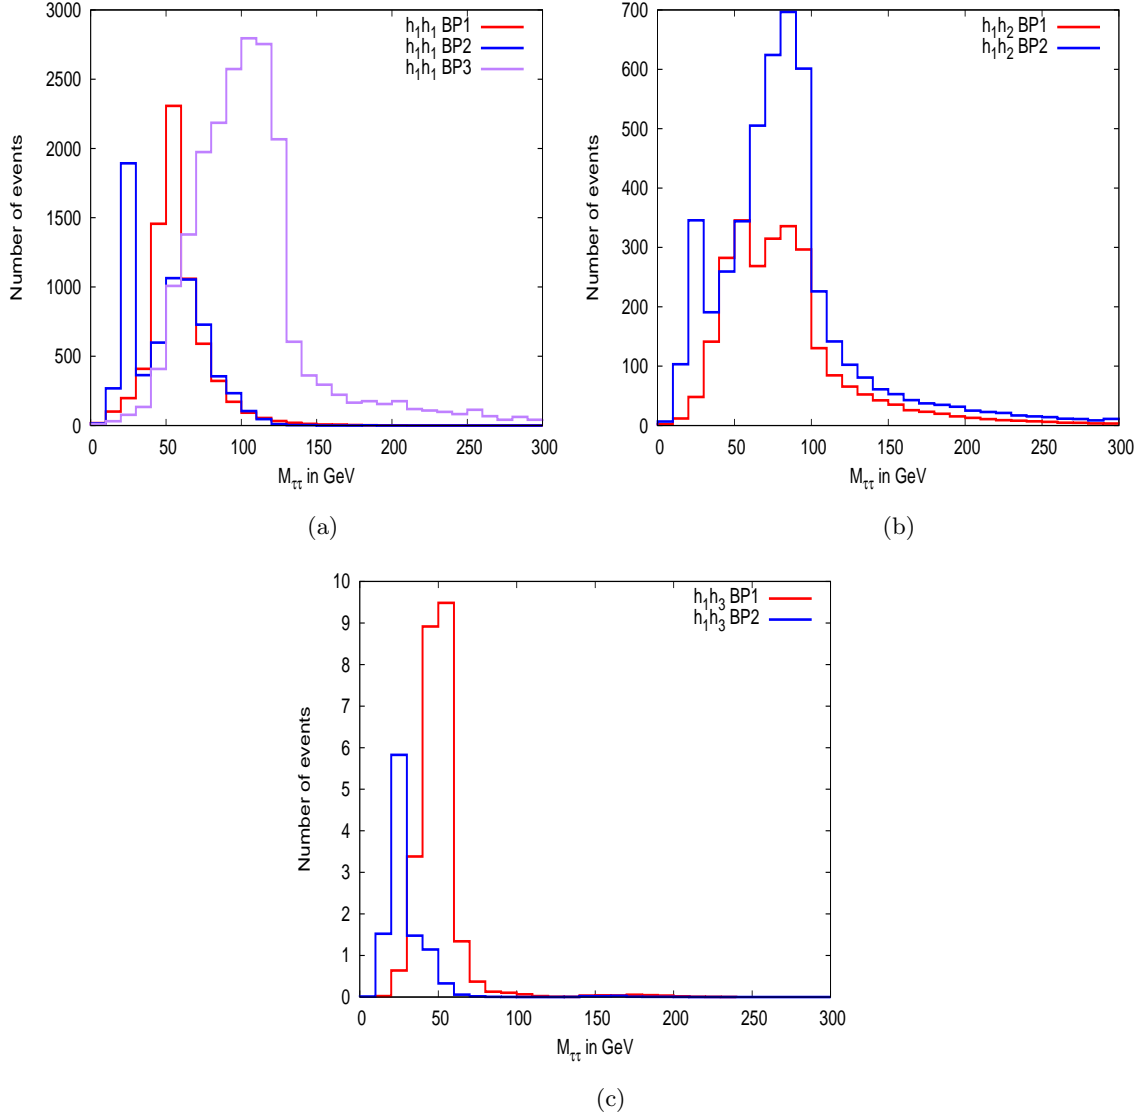 3000
2500
2000
1500
1000
500
0
Number of events
h1h1 BP1
h1h1 BP2
h1h1 BP3
0 50 100 150 200 250 300
Mττ in GeV
(a)
700
600
500
400
300
200
100
0
Number of events
h1h2 BP1
h1h2 BP2
0 50 100 150 200 250 300
Mττ in GeV
(b)
10
9
8
7
6
5
4
3
2
1
0
Number of events
h1h3 BP1
h1h3 BP2
0 50 100 150 200 250 300
Mττ in GeV
(c)